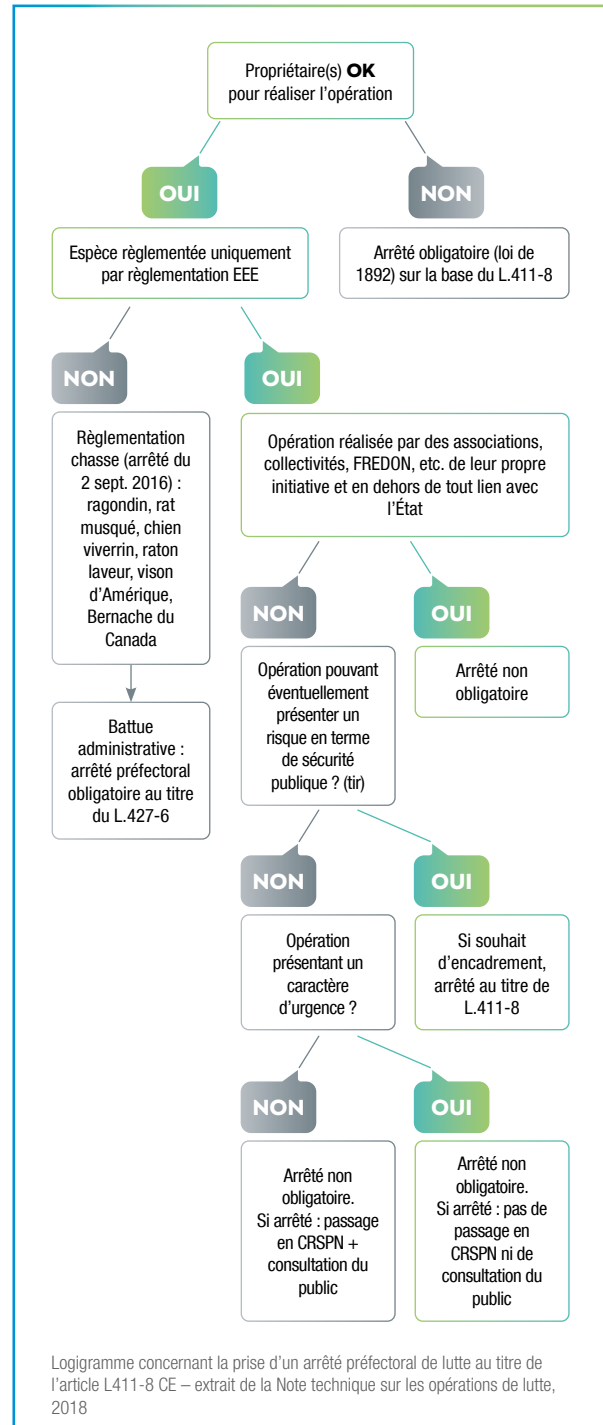 Propriétaire(s) OK
pour réaliser l'opération
OUI
NON
Espèce règlementée uniquement
par règlementation EEE
Arrêté obligatoire (loi de
1892) sur la base du L.411-8
NON
OUI
Règlementation
chasse (arrêté du
2 sept. 2016) :
ragondin, rat
musqué, chien
viverrin, raton
laveur, vison
d'Amérique,
Bernache du
Canada
Opération réalisée par des associations,
collectivités, FREDON, etc. de leur propre
initiative et en dehors de tout lien avec
l'État
NON
OUI
Opération pouvant
éventuellement
présenter un
risque en terme
de sécurité
publique ? (tir)
Arrêté non
obligatoire
Battue
administrative :
arrêté préfectoral
obligatoire au titre
du L.427-6
NON
OUI
Opération
présentant un
caractère
d'urgence ?
Si souhait
d'encadrement,
arrêté au titre de
L.411-8
NON
OUI
Arrêté non
obligatoire.
Si arrêté : passage
en CRSPN +
consultation du
public
Arrêté non
obligatoire.
Si arrêté : pas de
passage en
CRSPN ni de
consultation du
public
Logigramme concernant la prise d'un arrêté préfectoral de lutte au titre de
l'article L411-8 CE – extrait de la Note technique sur les opérations de lutte,
2018